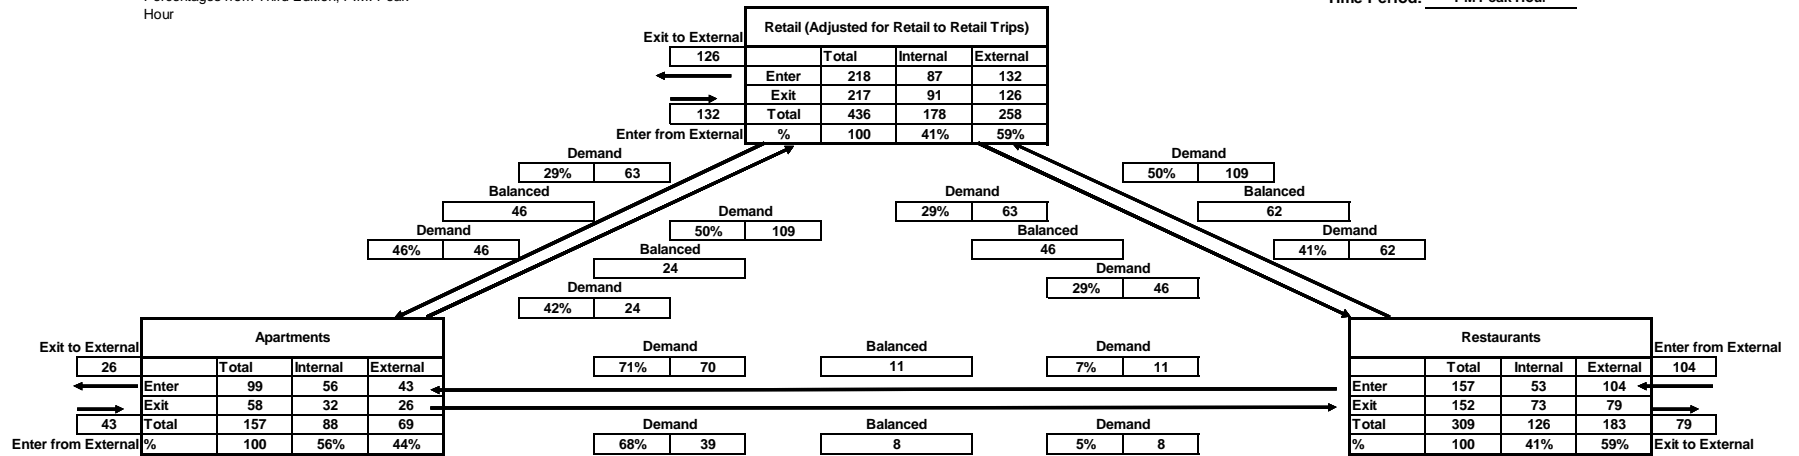 Hour
Retail (Adjusted for Retail to Retail Trips)
Exit to External
126 Total Internal External
Enter 218 87 132
Exit 217 91 126
132 Total 436 178 258
Enter from External % 100 41% 59%
Demand
29% 63
Balanced
46
Demand
46% 46
Demand
50% 109
Balanced
24
Demand
42% 24
Demand
29% 63
Balanced
46
Demand
29% 46
Demand
50% 109
Balanced
62
Demand
41% 62
Apartments
Exit to External
26 Total Internal External
Enter 99 56 43
Exit 58 32 26
43 Total 157 88 69
Enter from External % 100 56% 44%
Demand Balanced Demand
71% 70 11 7% 11
Demand Balanced Demand
68% 39 8 5% 8
Restaurants
Enter from External
Total Internal External 104
Enter 157 53 104
Exit 152 73 79
Total 309 126 183 79
% 100 41% 59% Exit to External